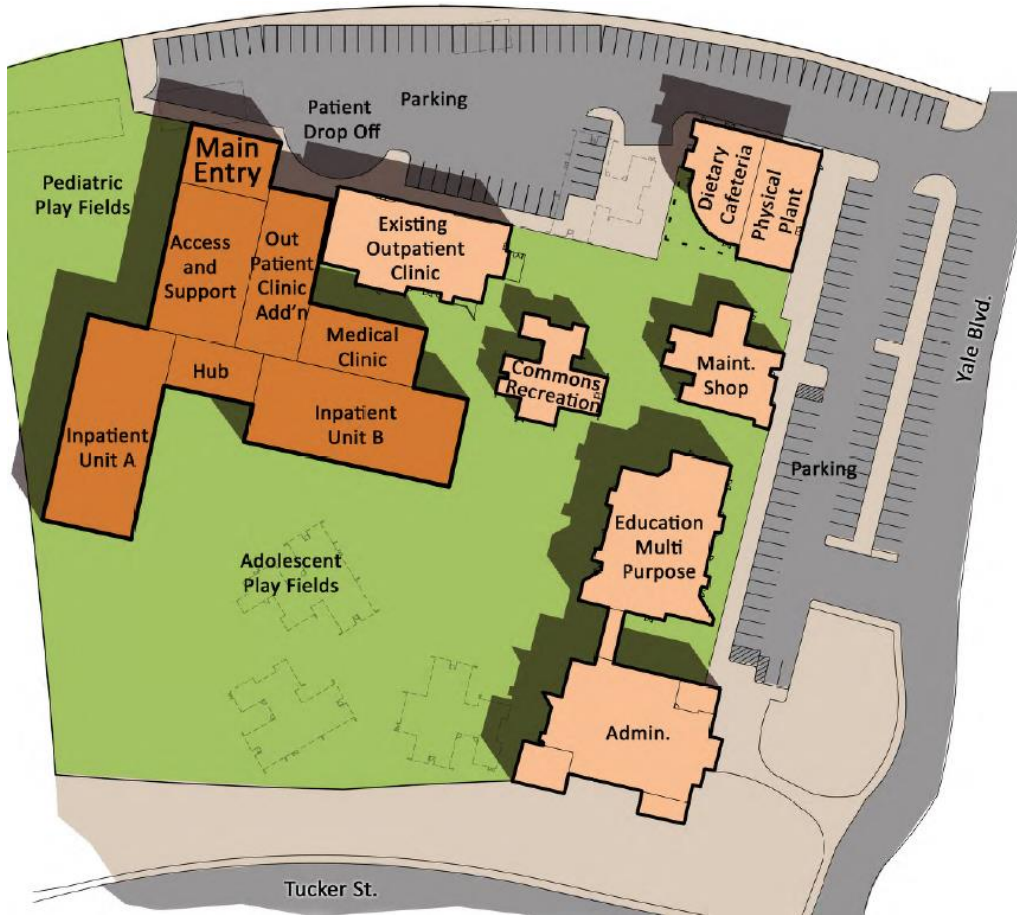 Parking
Patient
Drop Off
Main
Entry
Pediatric
Play Fields
Dietary
Cafeteria
Physical
Plant
Existing
Outpatient
Clinic
Access
and
Support
Out
Patient
Clinic
Add'n
Medical
Clinic
Hub
Commons
Recreation
Maint.
Shop
Yale Blvd.
Inpatient
Unit A
Inpatient
Unit B
Parking
Education
Multi
Purpose
Adolescent
Play Fields
Admin.
Tucker St.